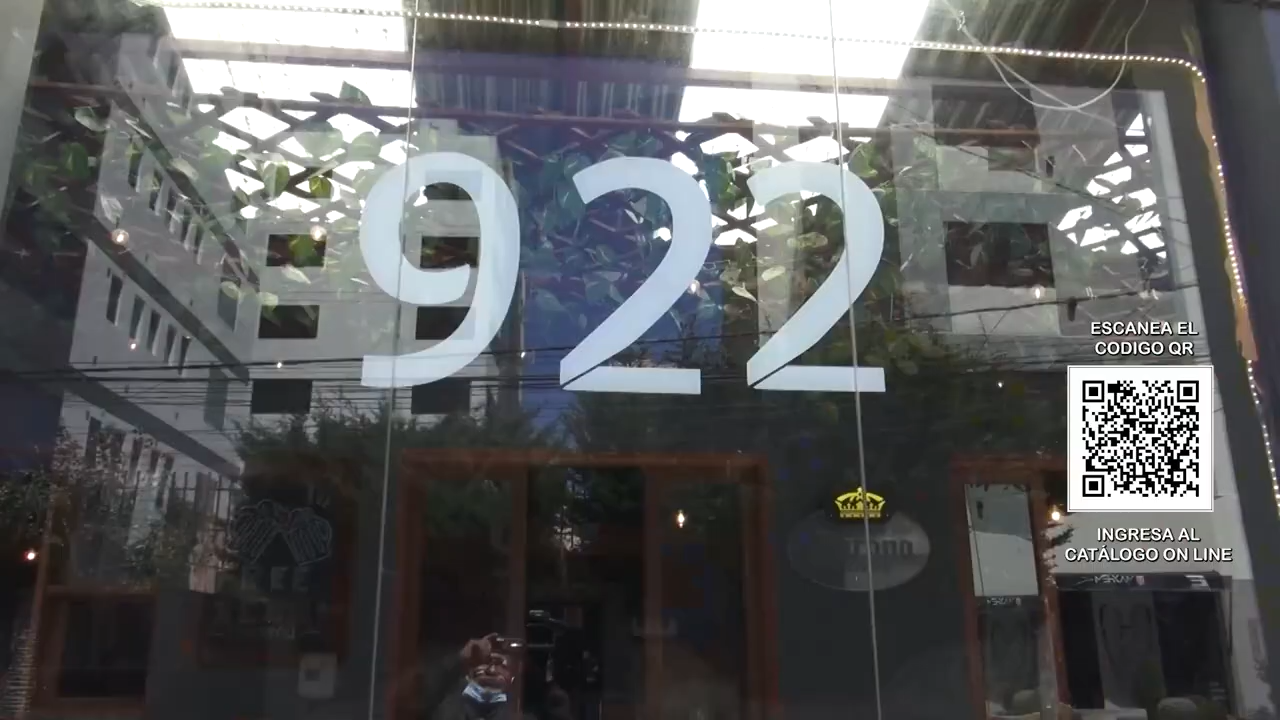 922
ESCANEA EL
CODIGO QR
INGRESA AL
CATÁLOGO ON LINE